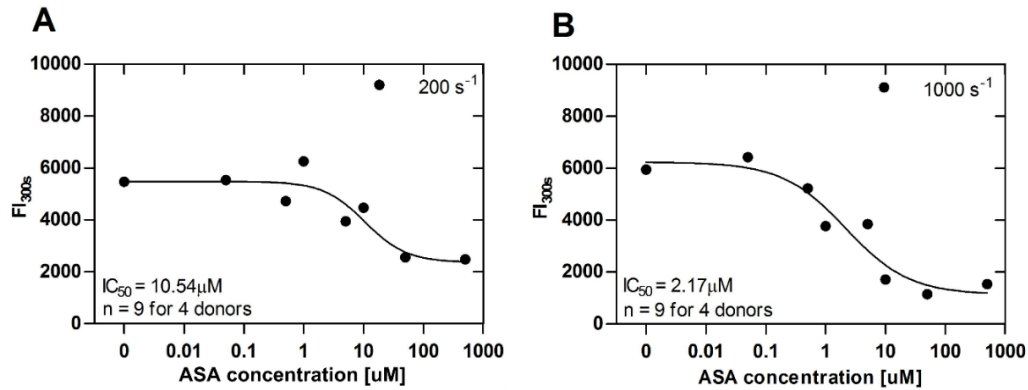 A
10000
8000
6000
4000
2000
0
FI300s
200 s⁻¹
IC50 = 10.54μM
n = 9 for 4 donors
0 0.01 0.1 1 10 100 1000
ASA concentration [uM]
B
10000
8000
6000
4000
2000
0
FI300s
1000 s⁻¹
IC50 = 2.17μM
n = 9 for 4 donors
0 0.01 0.1 1 10 100 1000
ASA concentration [uM]